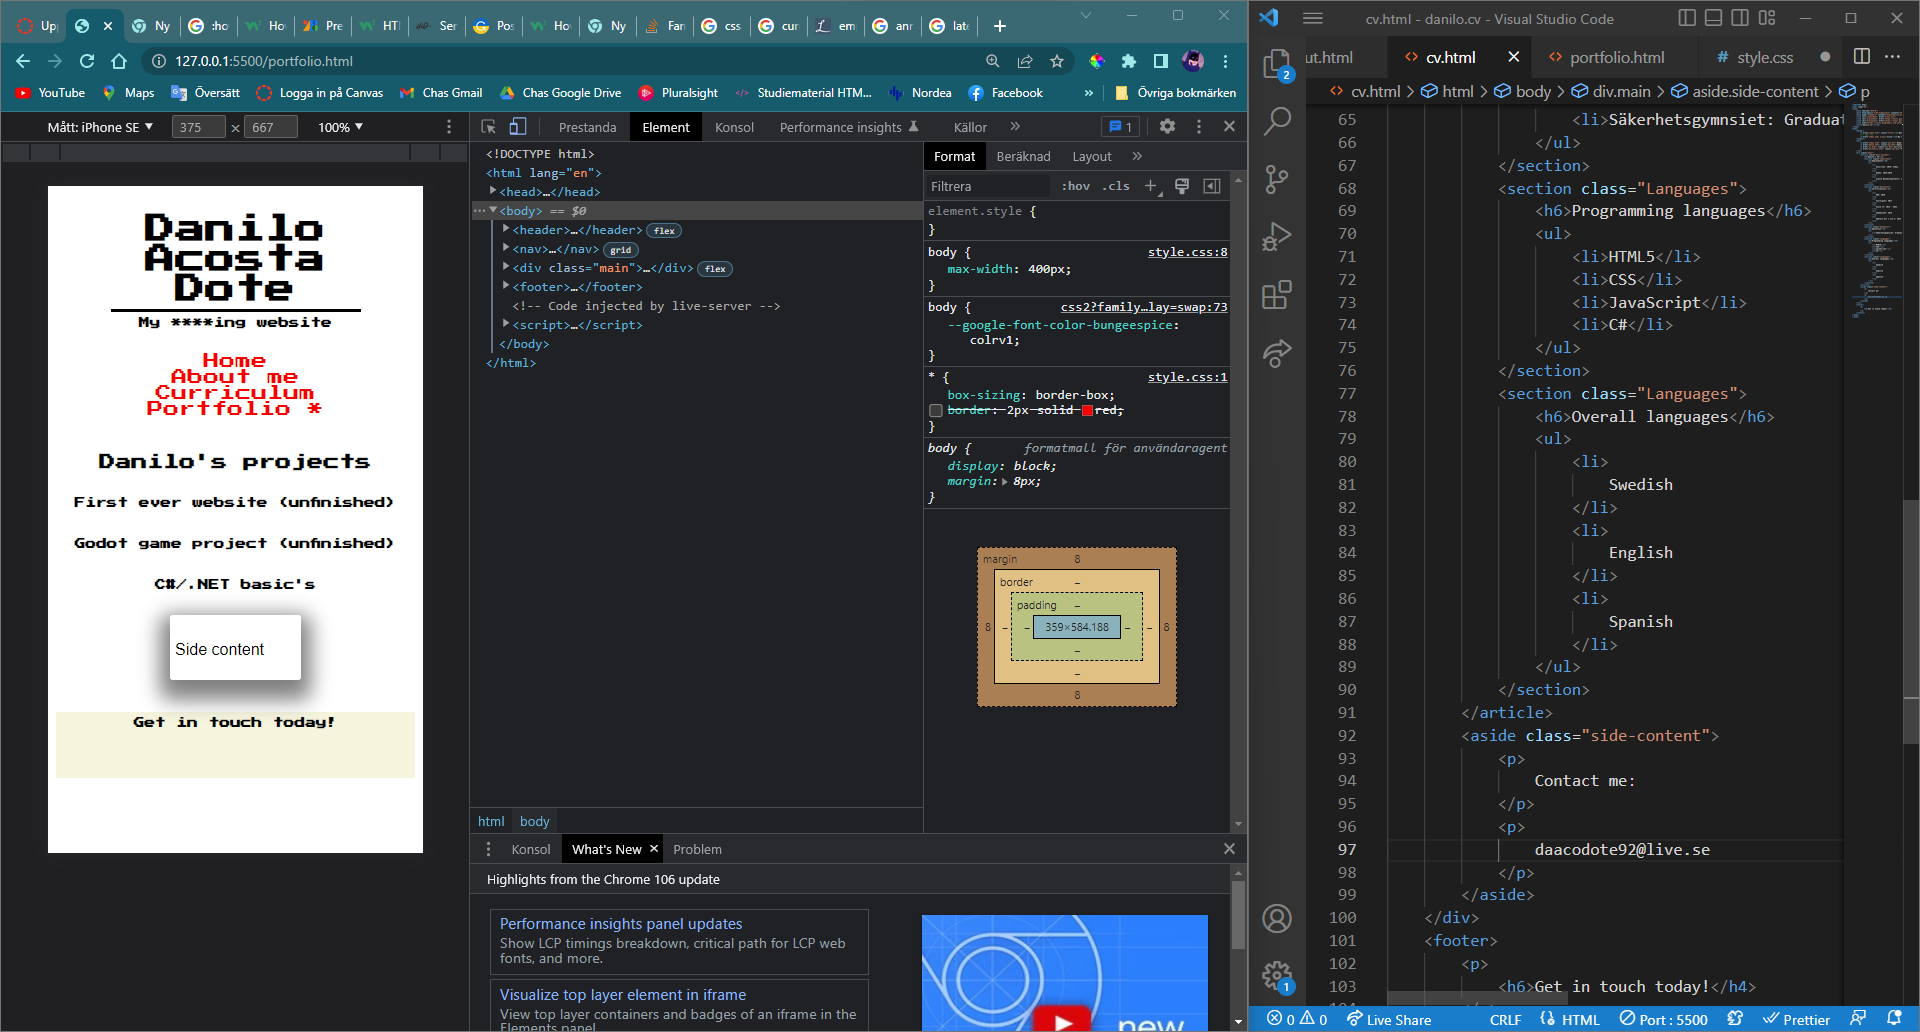 Upp
Ny
:ho
Hov
Pre
HTI
Ser
Pos
Hov
Ny
Fan
css
cur
em
anr
late
127.0.0.1:5500/portfolio.html
YouTube
Maps
Översätt
Logga in på Canvas
Chas Gmail
Chas Google Drive
Pluralsight
Studiematerial HTM...
Nordea
Facebook
»
Övriga bokmärken
Mått: iPhone SE ▼
375 × 667
100% ▼
Danilo
Acosta
Dote
My ****ing website
Home
About me
Curriculum
Portfolio *
Danilo's projects
First ever website (unfinished)
Godot game project (unfinished)
C#/.NET basic's
Side content
Get in touch today!
Prestanda
Element
Konsol
Performance insights
Källor
»
1
<!DOCTYPE html>
<html lang="en">
<head>…</head>
<body> == $0
<header>…</header> flex
<nav>…</nav> grid
<div class="main">…</div> flex
<footer>…</footer>
<!-- Code injected by live-server -->
<script>…</script>
</body>
</html>
html body
Format
Beräknad
Layout
»
Filtrera
:hov .cls
element.style {
}
body { style.css:8
max-width: 400px;
}
body { css2?family…lay=swap:73
--google-font-color-bungeespice:
colrv1;
}
* { style.css:1
box-sizing: border-box;
border: 2px solid red;
}
body { formatmall för användaragent
display: block;
margin: 8px;
}
margin 8
border –
padding –
8 – – 359×584.188 – – 8
–
–
8
Konsol
What's New
Problem
Highlights from the Chrome 106 update
Performance insights panel updates
Show LCP timings breakdown, critical path for LCP web
fonts, and more.
Visualize top layer element in iframe
View top layer containers and badges of an iframe in the
Elements panel
new
cv.html - danilo.cv - Visual Studio Code
ut.html
cv.html
portfolio.html
style.css
cv.html > html > body > div.main > aside.side-content > p
2
65 <li>Säkerhetsgymnsiet: Graduat
66 </ul>
67 </section>
68 <section class="Languages">
69 <h6>Programming languages</h6>
70 <ul>
71 <li>HTML5</li>
72 <li>CSS</li>
73 <li>JavaScript</li>
74 <li>C#</li>
75 </ul>
76 </section>
77 <section class="Languages">
78 <h6>Overall languages</h6>
79 <ul>
80 <li>
81 Swedish
82 </li>
83 <li>
84 English
85 </li>
86 <li>
87 Spanish
88 </li>
89 </ul>
90 </section>
91 </article>
92 <aside class="side-content">
93 <p>
94 Contact me:
95 </p>
96 <p>
97 daacodote92@live.se
98 </p>
99 </aside>
100 </div>
101 <footer>
102 <p>
103 <h6>Get in touch today!</h4>
1
0 0
Live Share
CRLF
HTML
Port : 5500
Prettier